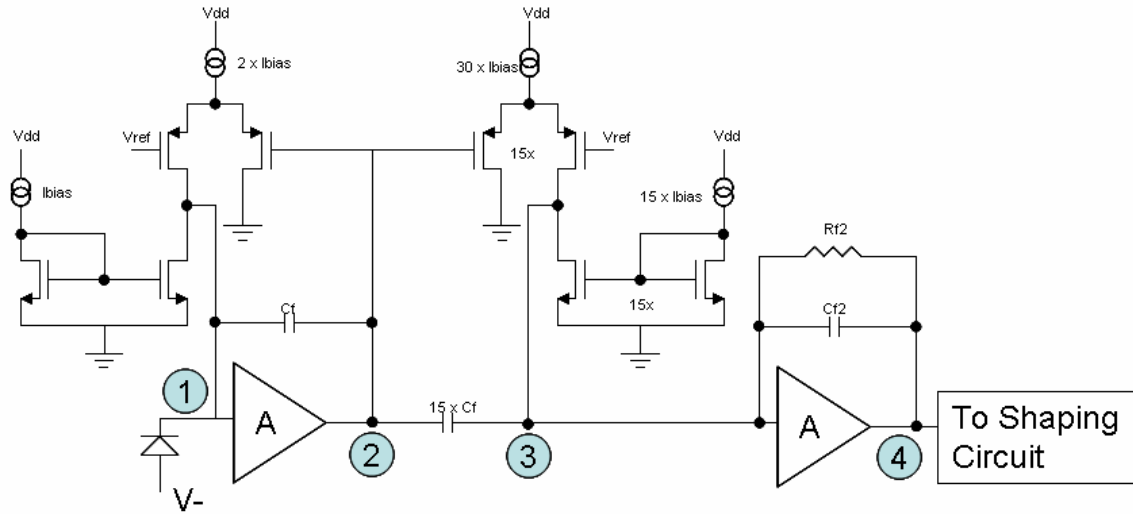 Vdd
Vdd
2 x Ibias
30 x Ibias
Vdd
Vref
15x
Vref
Vdd
Ibias
15 x Ibias
Rf2
15x
Cf
Cf2
1
A
15 x Cf
A
To Shaping
Circuit
2
3
4
V-